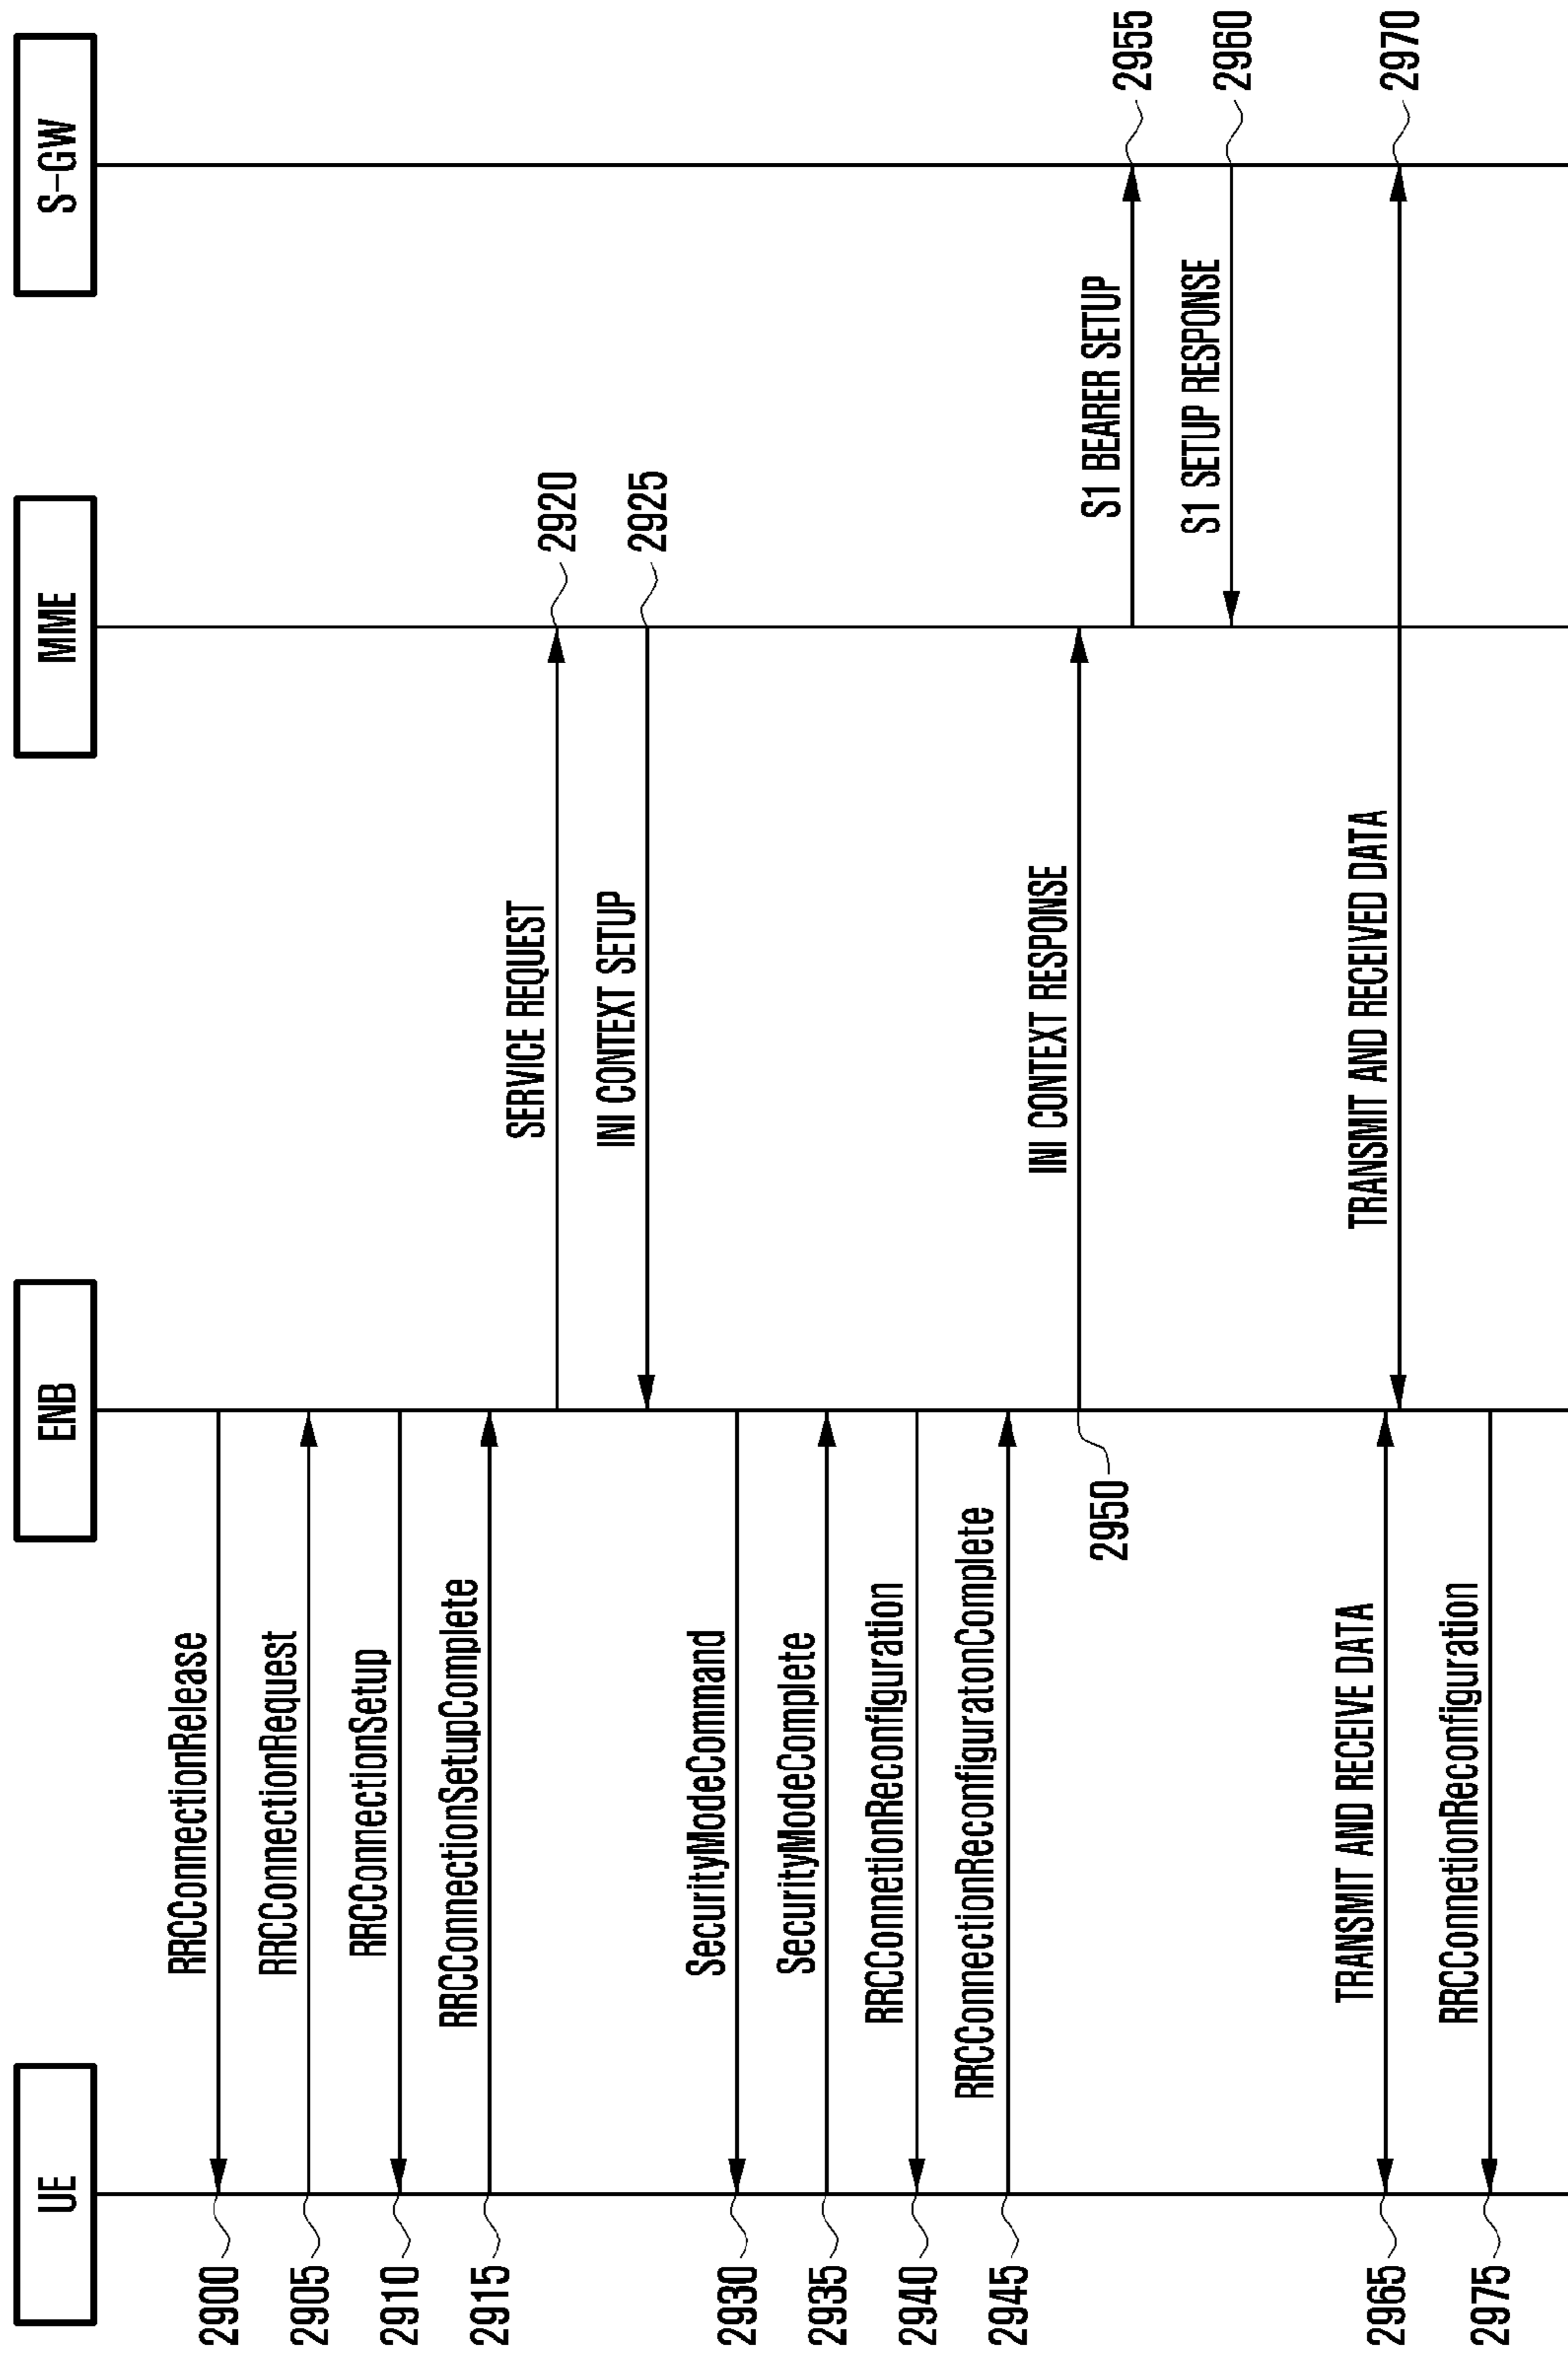 UE
ENB
MME
S-GW
2900
RRCConnectionRelease
2905
RRCConnectionRequest
2910
RRCConnectionSetup
2915
RRCConnectionSetupComplete
SERVICE REQUEST
2920
INI CONTEXT SETUP
2925
2930
SecurityModeCommand
2935
SecurityModeComplete
2940
RRCConnetionReconfiguration
2945
RRCConnectionReconfiguratonComplete
2950
INI CONTEXT RESPONSE
S1 BEARER SETUP
2955
S1 SETUP RESPONSE
2960
2965
TRANSMIT AND RECEIVE DATA
TRANSMIT AND RECEIVED DATA
2970
2975
RRCConnetionReconfiguration